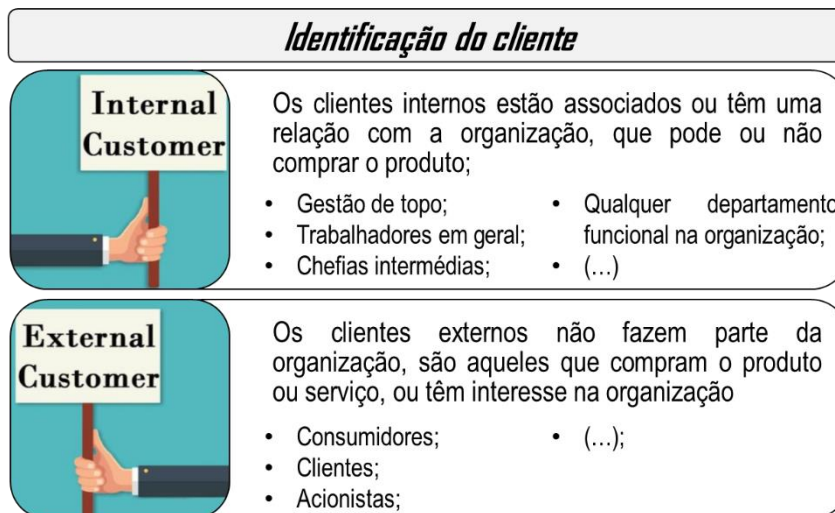 Identificação do cliente
Internal
Customer
Os clientes internos estão associados ou têm uma
relação com a organização, que pode ou não
comprar o produto;
• Gestão de topo;
• Trabalhadores em geral;
• Chefias intermédias;
• Qualquer departamento
funcional na organização;
• (…)
External
Customer
Os clientes externos não fazem parte da
organização, são aqueles que compram o produto
ou serviço, ou têm interesse na organização
• Consumidores;
• Clientes;
• Acionistas;
• (…);